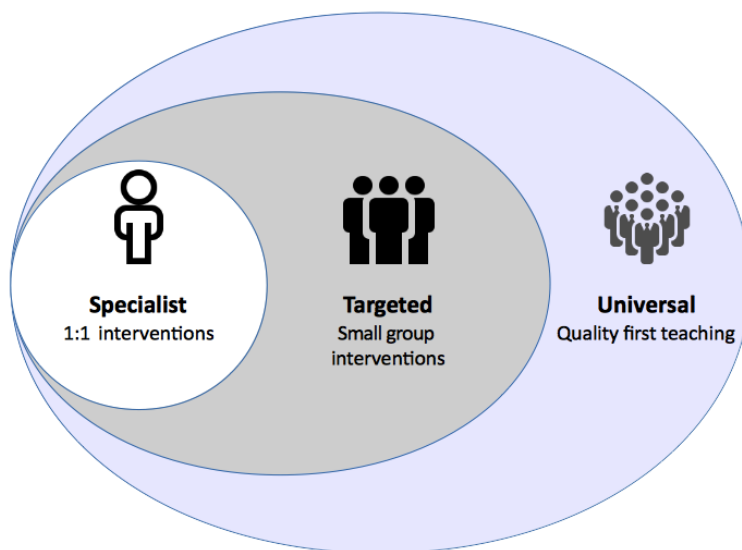 Specialist
1:1 interventions
Targeted
Small group
interventions
Universal
Quality first teaching